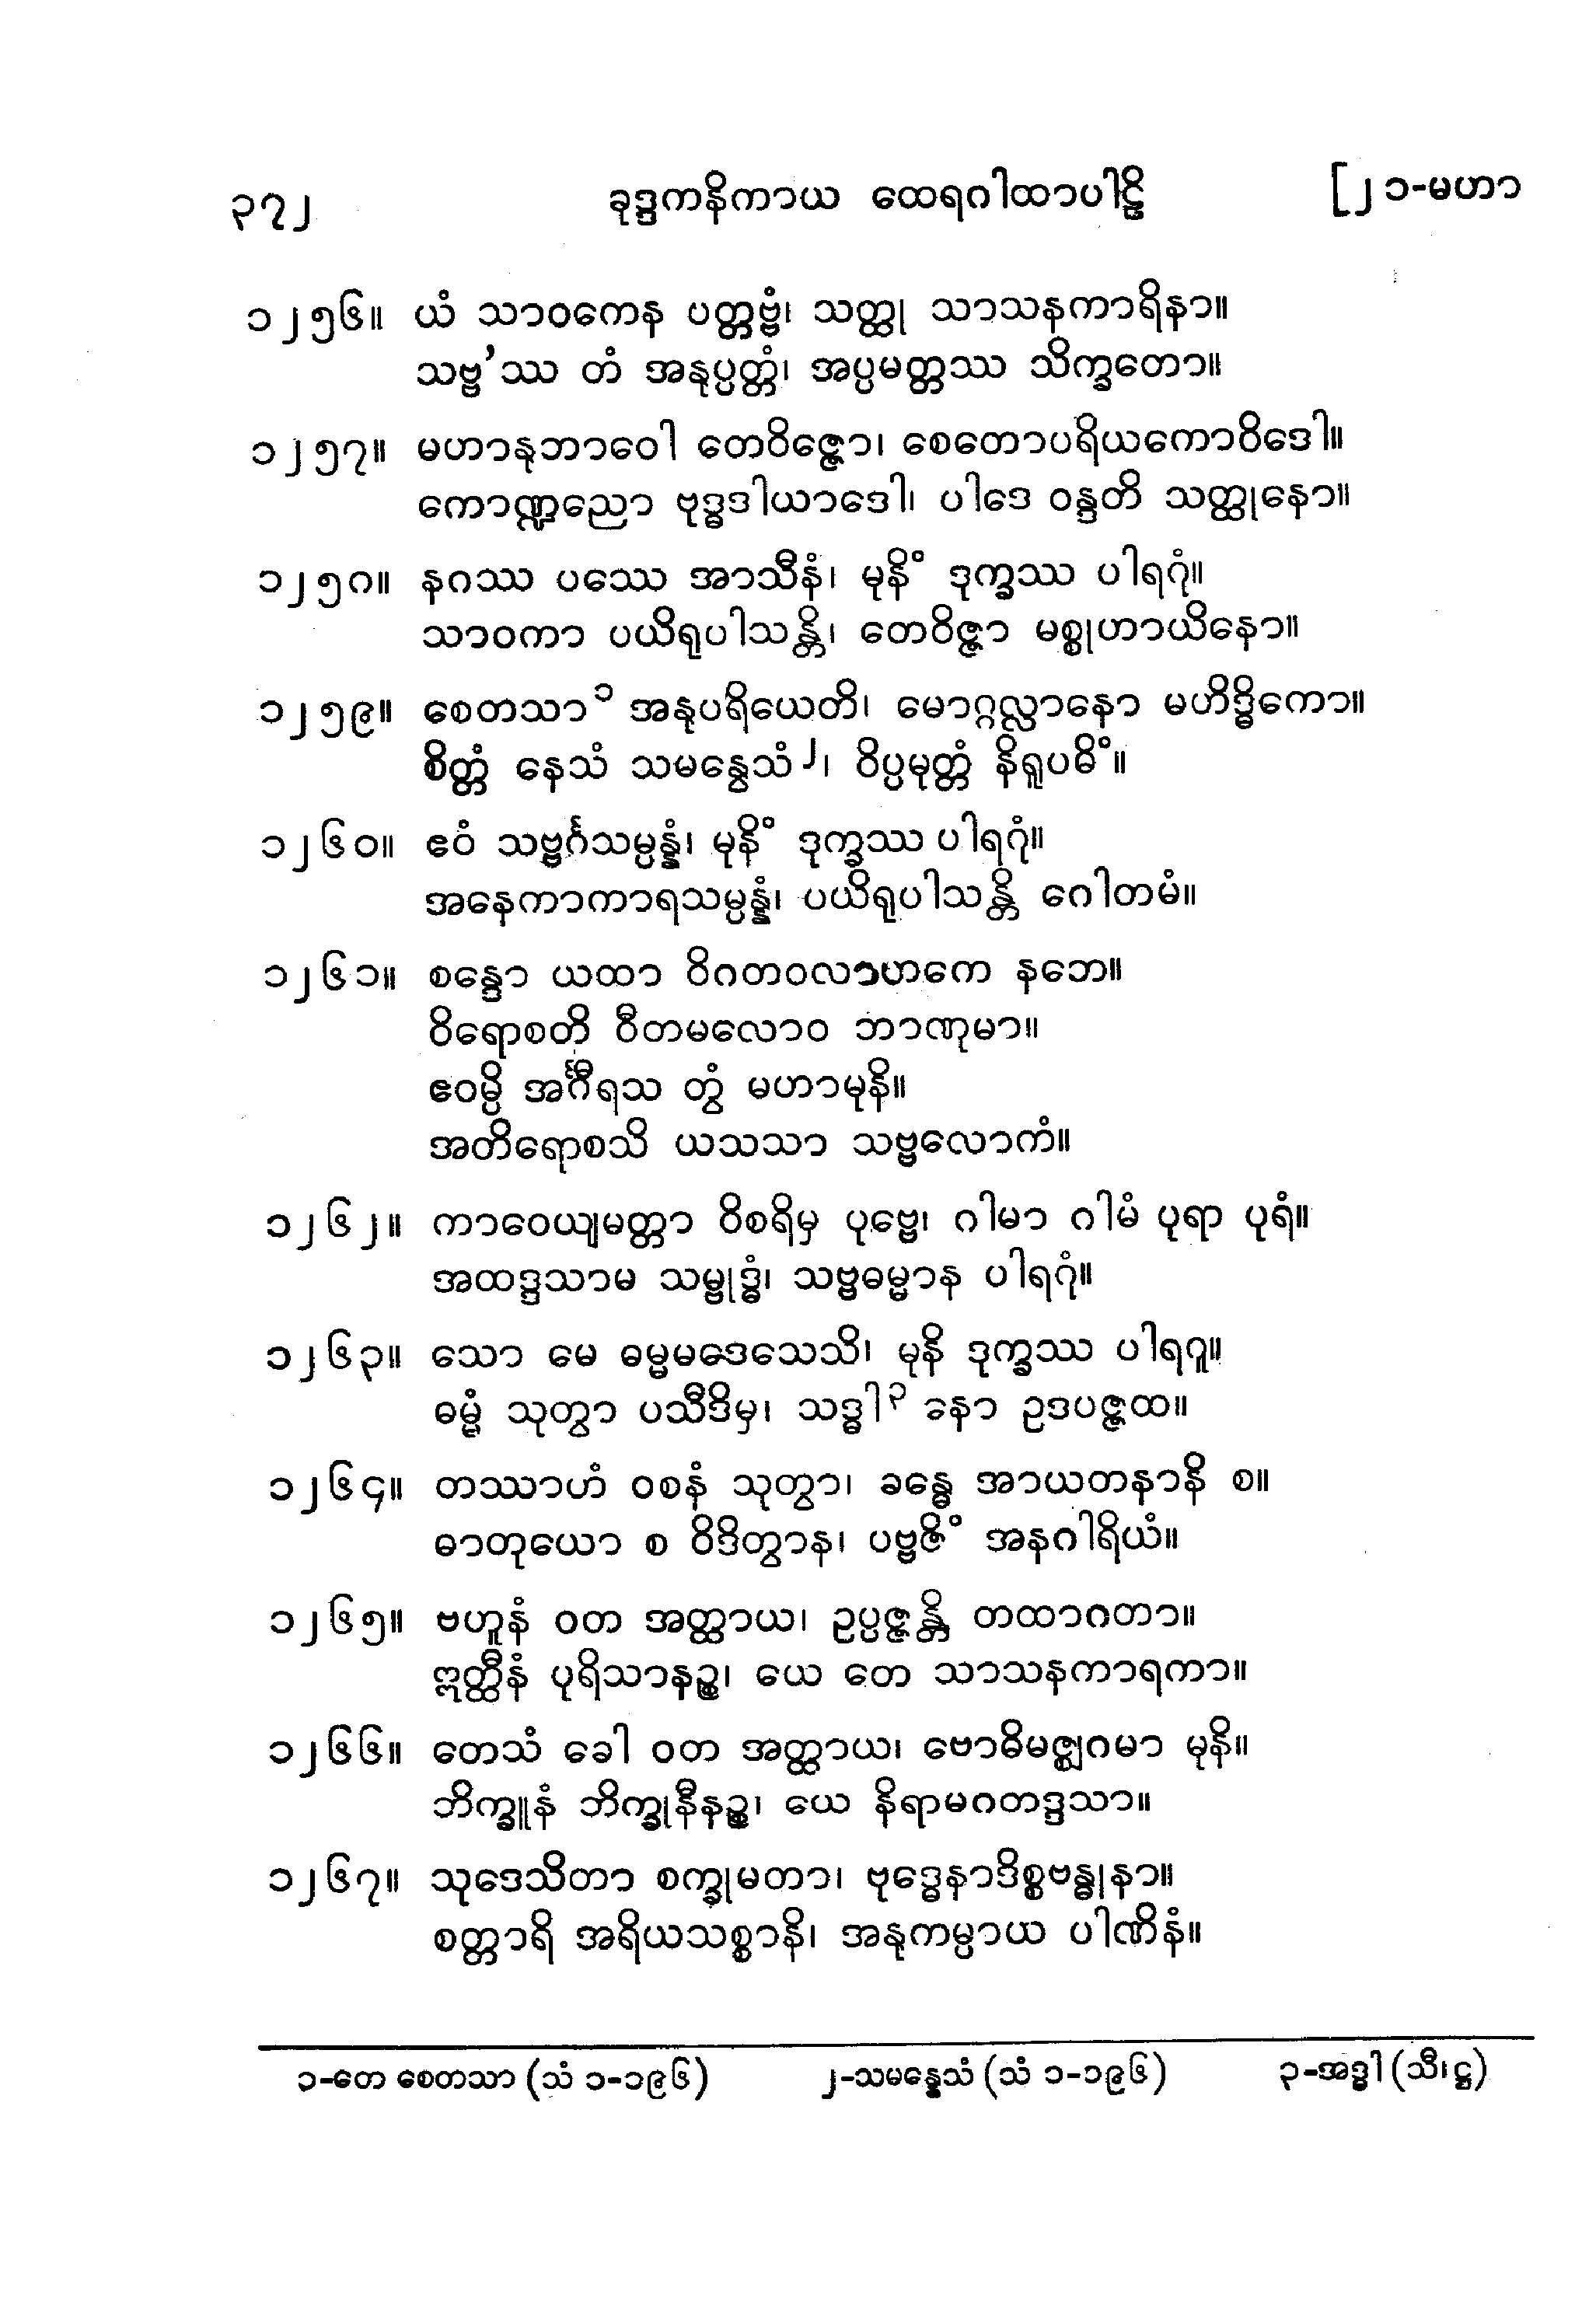 ၃၇၂ ခုဒ္ဒကနိကာယ ထေရဂါထာပါဠိ [၂၁-မဟာ
၁၂၅၆။ ယံ သာဝကေန ပတ္တဗ္ဗံ၊ သတ္ထု သာသနကာရိနာ။
သဗ္ဗ’ဿ တံ အနုပ္ပတ္တံ၊ အပ္ပမတ္တဿ သိက္ခတော။
၁၂၅၇။ မဟာနုဘာဝေါ တေဝိဇ္ဇော၊ စေတောပရိယကောဝိဒေါ။
ကောဏ္ဍညော ဗုဒ္ဓဒါယာဒေါ၊ ပါဒေ ဝန္ဒတိ သတ္ထုနော။
၁၂၅၈။ နဂဿ ပဿေ အာသီနံ၊ မုနိံ ဒုက္ခဿ ပါရဂုံ။
သာဝကာ ပယိရုပါသန္တိ၊ တေဝိဇ္ဇာ မစ္စုဟာယိနော။
၁၂၅၉။ စေတသာ ၁ အနုပရိယေတိ၊ မောဂ္ဂလ္လာနော မဟိဒ္ဓိကော။
စိတ္တံ နေသံ သမန္വေသံ ၂၊ ဝိပ္ပမုတ္တံ နိရူပဓိံ။
၁၂၆၀။ ဧဝံ သဗ္ဗင်္ဂသမ္ပန္နံ၊ မုနိံ ဒုက္ခဿ ပါရဂုံ။
အနေကာကာရသမ္ပန္နံ၊ ပယိရုပါသန္တိ ဂေါတမံ။
၁၂၆၁။ စန္ဒော ယထာ ဝိဂတဝလာဟကေ နဘေ။
ဝိရောစတိ ဝီတမလောဝ ဘာဏုမာ။
ဧဝမ္ပိ အင်္ဂီရသ တွံ မဟာမုနိ။
အတိရောစသိ ယသသာ သဗ္ဗလောကံ။
၁၂၆၂။ ကာဝေယျမတ္တာ ဝိစရိမှ ပုဗ္ဗေ၊ ဂါမာ ဂါမံ ပုရာ ပုရံ။
အထဒ္ဒသာမ သမ္ဗုဒ္ဓံ၊ သဗ္ဗဓမ္မာန ပါရဂုံ။
၁၂၆၃။ သော မေ ဓမ္မမဒေသေသိ၊ မုနိ ဒုက္ခဿ ပါရဂူ။
ဓမ္မံ သုတွာ ပသီဒိမှ၊ သဒ္ဓါ ၃ နော ဥဒပဇ္ဇထ။
၁၂၆၄။ တဿာဟံ ဝစနံ သုတွာ၊ ခန္ဓေ အာယတနာနိ စ။
ဓာတုယော စ ဝိဒိတွာန၊ ပဗ္ဗဇိံ အနဂါရိယံ။
၁၂၆၅။ ဗဟူနံ ဝတ အတ္ထာယ၊ ဥပ္ပဇ္ဇန္တိ တထာဂတာ။
ဣတ္ထီနံ ပုရိသာနဉ္စ၊ ယေ တေ သာသနကာရကာ။
၁၂၆၆။ တေသံ ခေါ ဝတ အတ္ထာယ၊ ဗောဓိမဇ္ဈဂမာ မုနိ။
ဘိက္ခူနံ ဘိက္ခုနီနဉ္စ၊ ယေ နိရာမဂတဒ္ဒသာ။
၁၂၆၇။ သုဒေသိတာ စက္ခုမတာ၊ ဗုဒ္ဓေနာဒိစ္စဗန္ဓုနာ။
စတ္တာရိ အရိယသစ္စာနိ၊ အနုကမ္ပာယ ပါဏိနံ။
၁-တေ စေတသာ (သံ ၁-၁၉၆) ၂-သမန္နေသံ (သံ ၁-၁၉၆) ၃-အဒ္ဓါ (သီ၊ ဋ္ဌ)